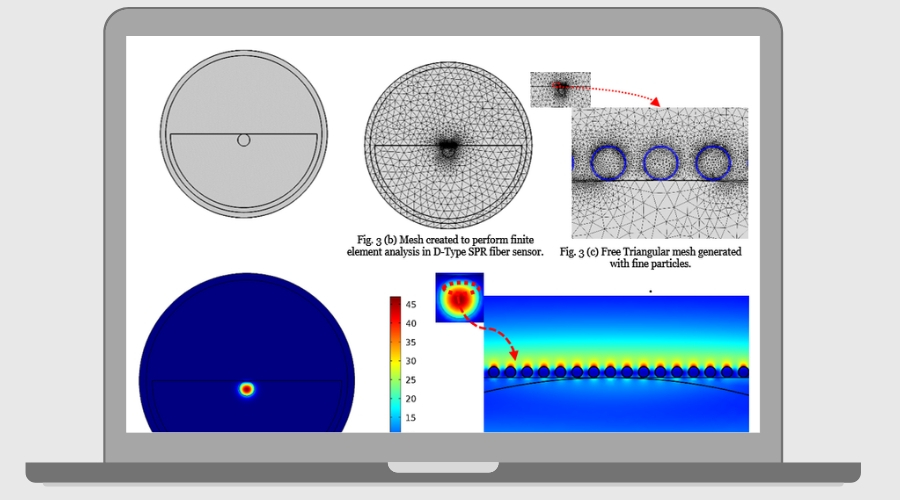 Fig. 3 (b) Mesh created to perform finite
element analysis in D-Type SPR fiber sensor.
Fig. 3 (c) Free Triangular mesh generated
with fine particles.
45
40
35
30
25
20
15